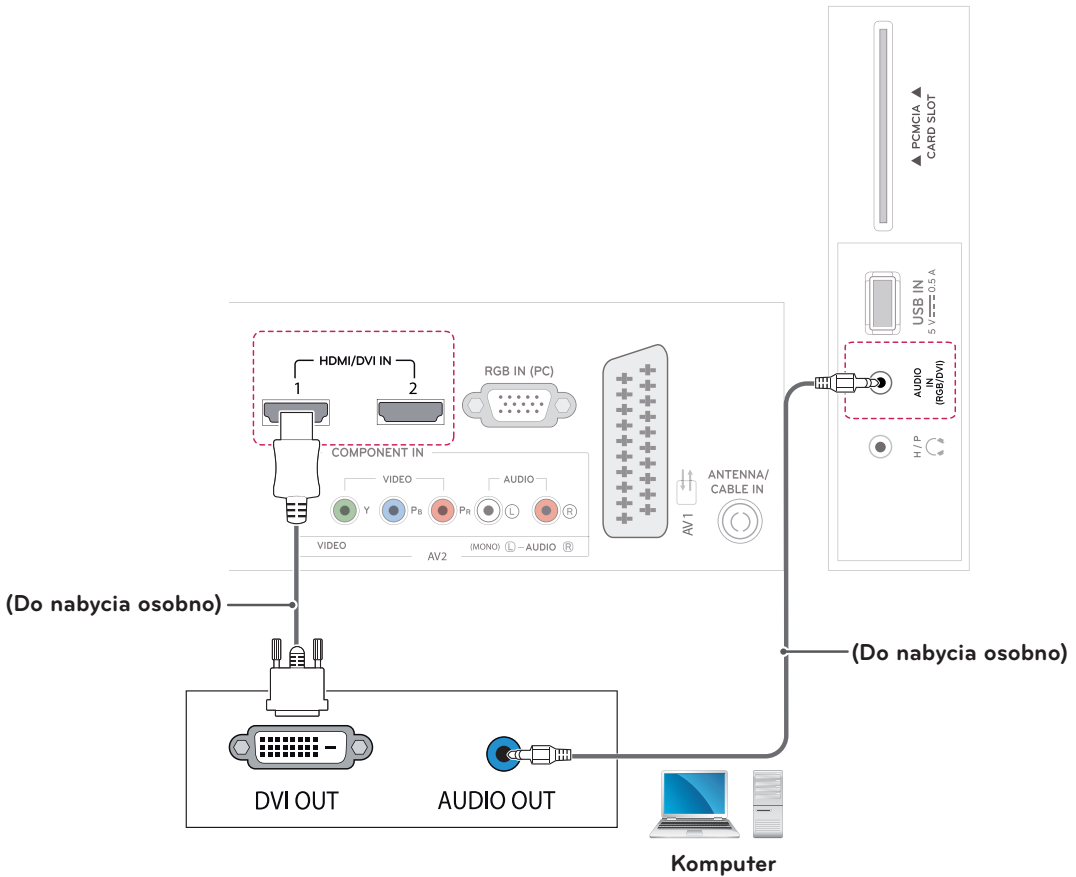 ▲ PCMCIA ▲
CARD SLOT
USB IN
5 V 0.5 A
AUDIO
IN
(RGB/DVI)
H / P
HDMI/DVI IN
1
2
RGB IN (PC)
COMPONENT IN
VIDEO
AUDIO
Y
PB
PR
L
R
VIDEO
AV2
(MONO) L – AUDIO R
AV1
ANTENNA/
CABLE IN
(Do nabycia osobno)
(Do nabycia osobno)
DVI OUT
AUDIO OUT
Komputer